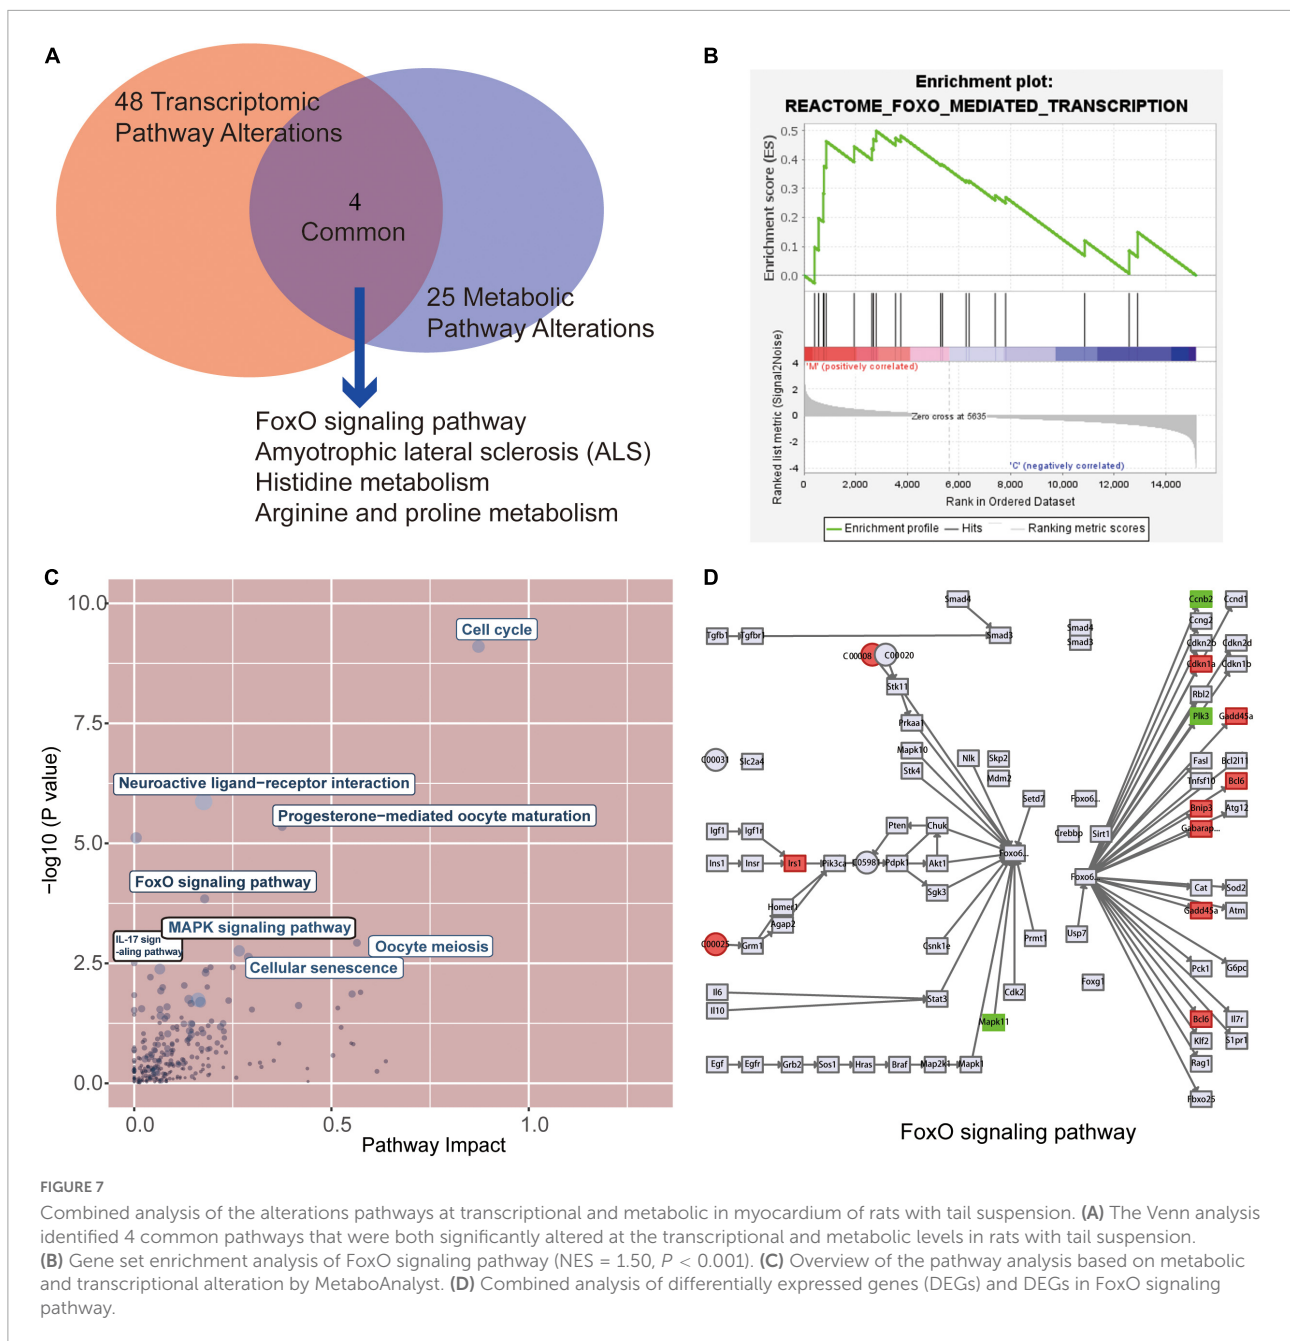 A
48 Transcriptomic
Pathway Alterations
4
Common
25 Metabolic
Pathway Alterations
FoxO signaling pathway
Amyotrophic lateral sclerosis (ALS)
Histidine metabolism
Arginine and proline metabolism
B
Enrichment plot:
REACTOME_FOXO_MEDIATED_TRANSCRIPTION
Enrichment score (ES)
0.5
0.4
0.3
0.2
0.1
0.0
Ranked list metric (Signal2Noise)
4
2
0
-2
-4
'M' (positively correlated)
Zero cross at 5635
'C' (negatively correlated)
0
2,000
4,000
6,000
8,000
10,000
12,000
14,000
Rank in Ordered Dataset
Enrichment profile
Hits
Ranking metric scores
C
−log10 (P value)
10.0
7.5
5.0
2.5
0.0
Cell cycle
Neuroactive ligand−receptor interaction
Progesterone−mediated oocyte maturation
FoxO signaling pathway
MAPK signaling pathway
IL-17 sign
-aling pathway
Oocyte meiosis
Cellular senescence
0.0
0.5
1.0
Pathway Impact
D
Smad4
Tgfb1
Tgfbr1
Smad3
Smad4
Smad3
C00008
C00020
Stk11
Prkaa1
Mapk10
Stk4
Nlk
Skp2
Mdm2
C00031
Slc2a4
Setd7
Foxo6...
Igf1
Igf1r
Pten
Chuk
Crebbp
Sirt1
Ins1
Insr
Irs1
Pik3ca
C05981
Pdpk1
Akt1
Foxo6...
Foxo6...
Sgk3
Homer1
Agap2
C00025
Grm1
Csnk1e
Prmt1
Usp7
Foxg1
Il6
Il10
Stat3
Cdk2
Mapk11
Egf
Egfr
Grb2
Sos1
Hras
Braf
Map2k1
Mapk1
Ccnb2
Ccnd1
Ccng2
Cdkn2b
Cdkn2d
Cdkn1a
Cdkn1b
Rbl2
Plk3
Gadd45a
Fasl
Bcl2l11
Tnfsf10
Bcl6
Bnip3
Atg12
Gabarap...
Cat
Sod2
Gadd45a
Atm
Pck1
G6pc
Bcl6
Il7r
Klf2
S1pr1
Rag1
Fbxo25
FoxO signaling pathway
FIGURE 7
Combined analysis of the alterations pathways at transcriptional and metabolic in myocardium of rats with tail suspension. (A) The Venn analysis
identified 4 common pathways that were both significantly altered at the transcriptional and metabolic levels in rats with tail suspension.
(B) Gene set enrichment analysis of FoxO signaling pathway (NES = 1.50, P < 0.001). (C) Overview of the pathway analysis based on metabolic
and transcriptional alteration by MetaboAnalyst. (D) Combined analysis of differentially expressed genes (DEGs) and DEGs in FoxO signaling
pathway.